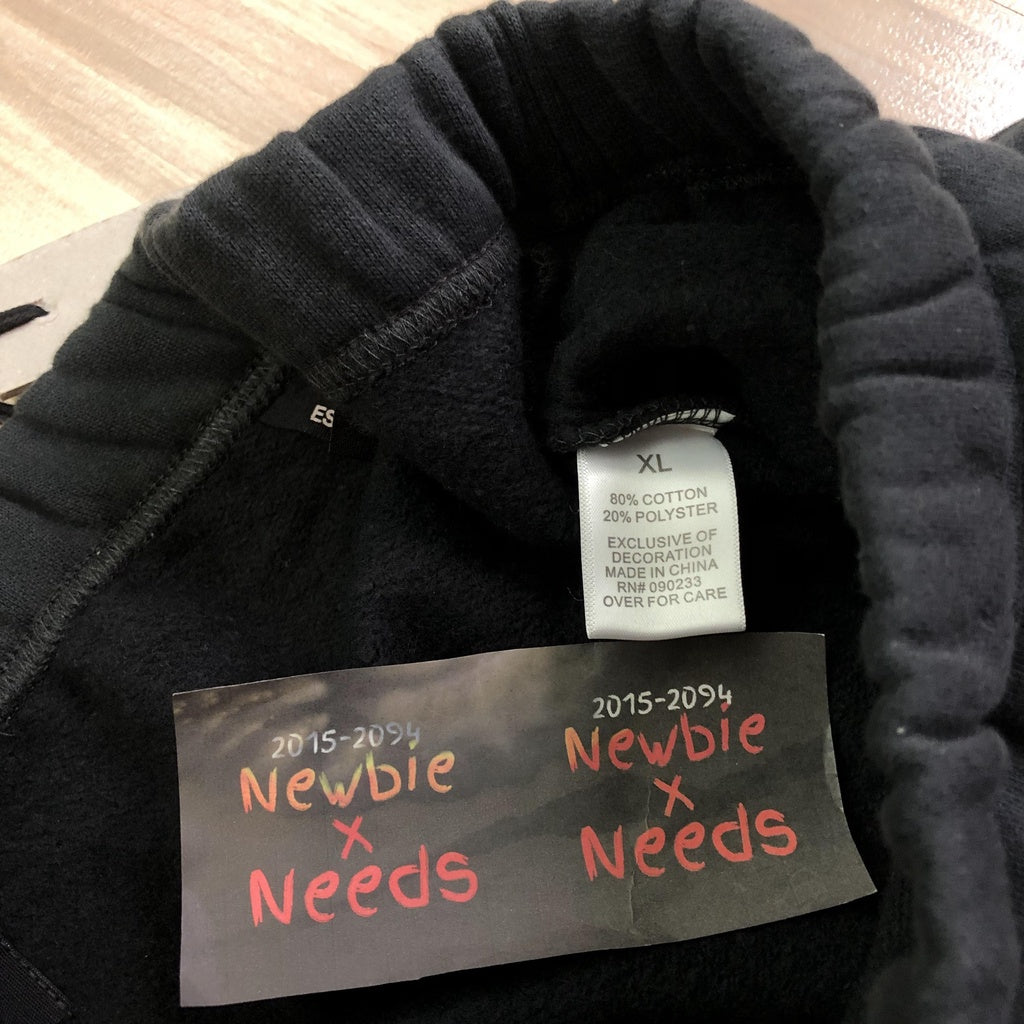 ES
XL
80% COTTON
20% POLYSTER
EXCLUSIVE OF
DECORATION
MADE IN CHINA
RN# 090233
OVER FOR CARE
2015-2094
Newbie
x
Needs
2015-2094
Newbie
x
Needs